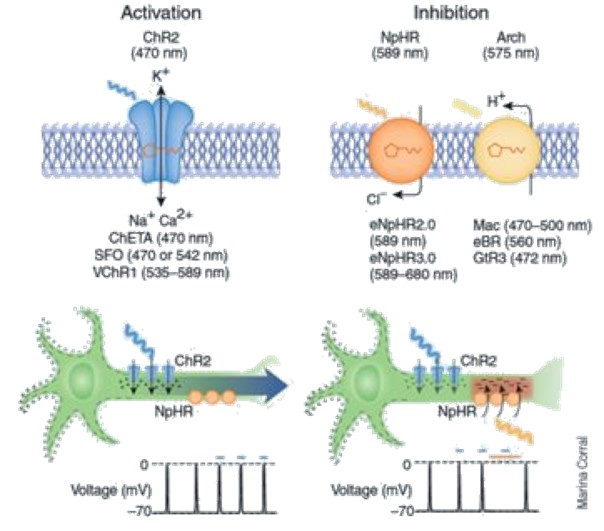 Activation
ChR2
(470 nm)
K+
Na+ Ca2+
ChETA (470 nm)
SFO (470 or 542 nm)
VChR1 (535–589 nm)
Inhibition
NpHR
(589 nm)
Arch
(575 nm)
H+
Cl−
eNpHR2.0
(589 nm)
eNpHR3.0
(589–680 nm)
Mac (470–500 nm)
eBR (560 nm)
GtR3 (472 nm)
ChR2
NpHR
0
Voltage (mV)
−70
ChR2
NpHR
0
Voltage (mV)
−70
Marina Corral